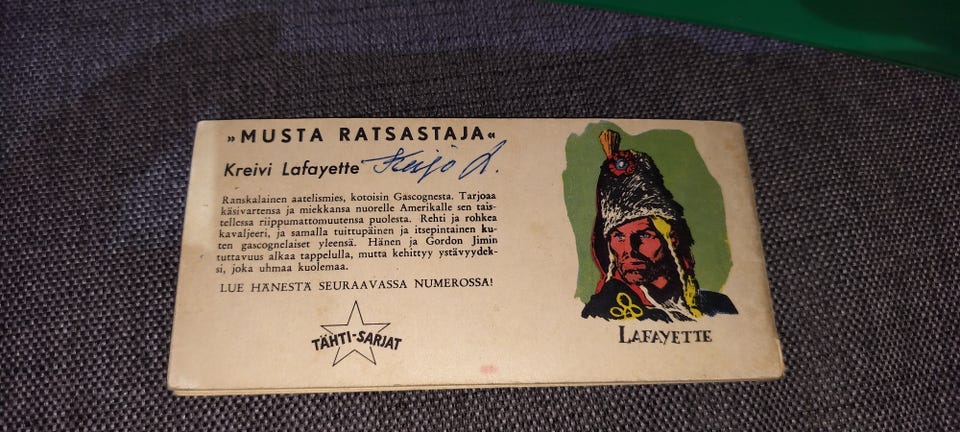 »MUSTA RATSASTAJA«
Kreivi Lafayette Keijo L.
Ranskalainen aatelismies, kotoisin Gascognesta. Tarjoaa
käsivartensa ja miekkansa nuorelle Amerikalle sen tais-
tellessa riippumattomuutensa puolesta. Rehti ja rohkea
kavaljeeri, ja samalla tuittupäinen ja itsepintainen ku-
ten gascognelaiset yleensä. Hänen ja Gordon Jimin
tuttavuus alkaa tappelulla, mutta kehittyy ystävyydek-
si, joka uhmaa kuolemaa.
LUE HÄNESTÄ SEURAAVASSA NUMEROSSA!
TÄHTI-SARJAT
LAFAYETTE